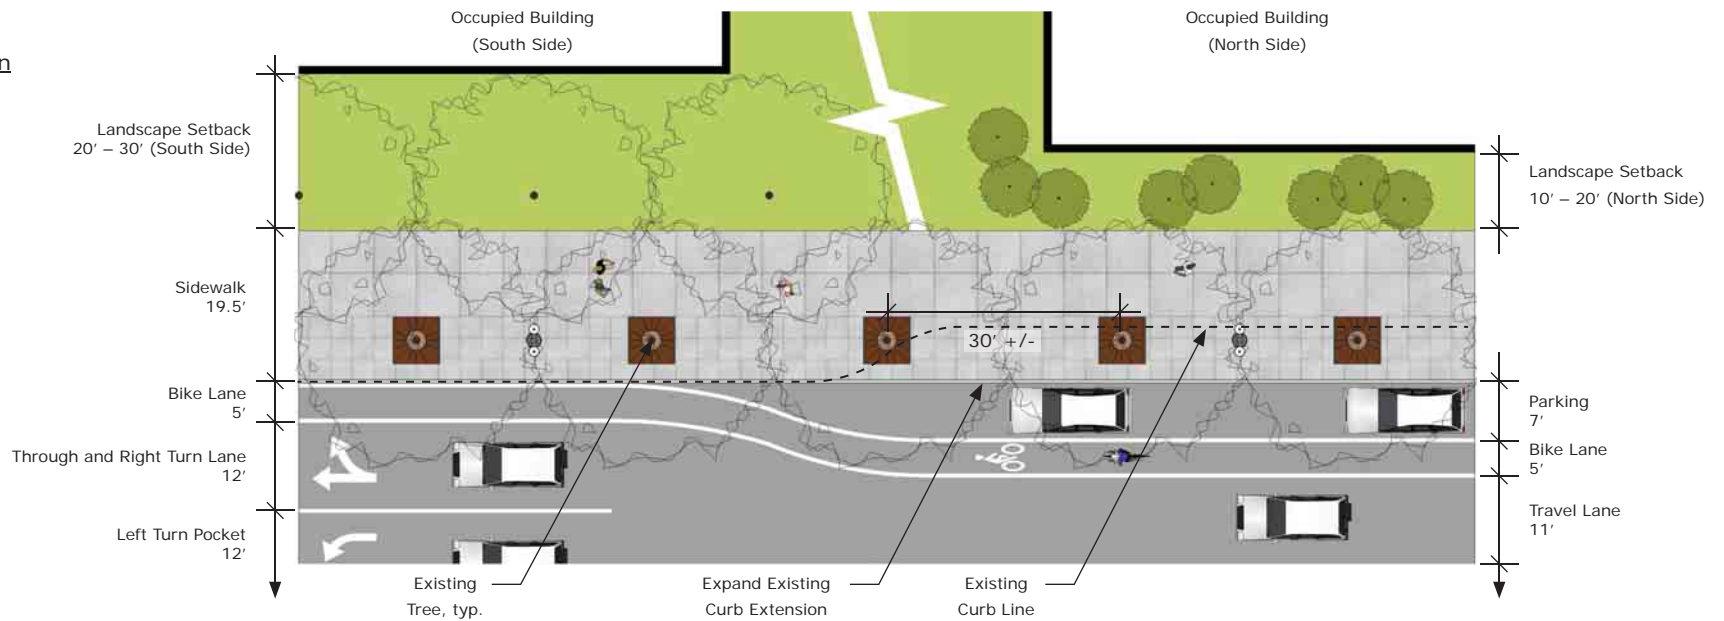 Occupied Building
(South Side)
Occupied Building
(North Side)
n
Landscape Setback
20’ – 30’ (South Side)
Landscape Setback
10’ – 20’ (North Side)
Sidewalk
19.5’
30’ +/-
Bike Lane
5’
Parking
7’
Through and Right Turn Lane
12’
Bike Lane
5’
Left Turn Pocket
12’
Travel Lane
11’
Existing
Tree, typ.
Expand Existing
Curb Extension
Existing
Curb Line